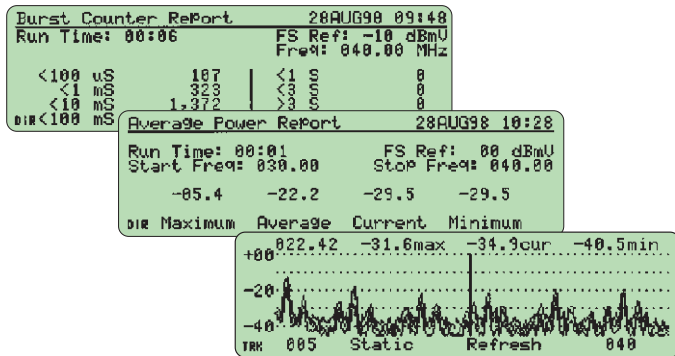 Burst Counter Report 28AUG98 09:48
Run Time: 00:06 FS Ref: -10 dBmV
Freq: 040.00 MHz
<100 uS 107 <1 S 0
<1 mS 323 <3 S 0
<10 mS 1,372 >3 S 0
DIR <100 mS
Average Power Report 28AUG98 10:28
Run Time: 00:01 FS Ref: 00 dBmV
Start Freq: 030.00 Stop Freq: 040.00
-05.4 -22.2 -29.5 -29.5
DIR Maximum Average Current Minimum
022.42 -31.6max -34.9cur -40.5min
+00
-20
-40
TRK 005 Static Refresh 040